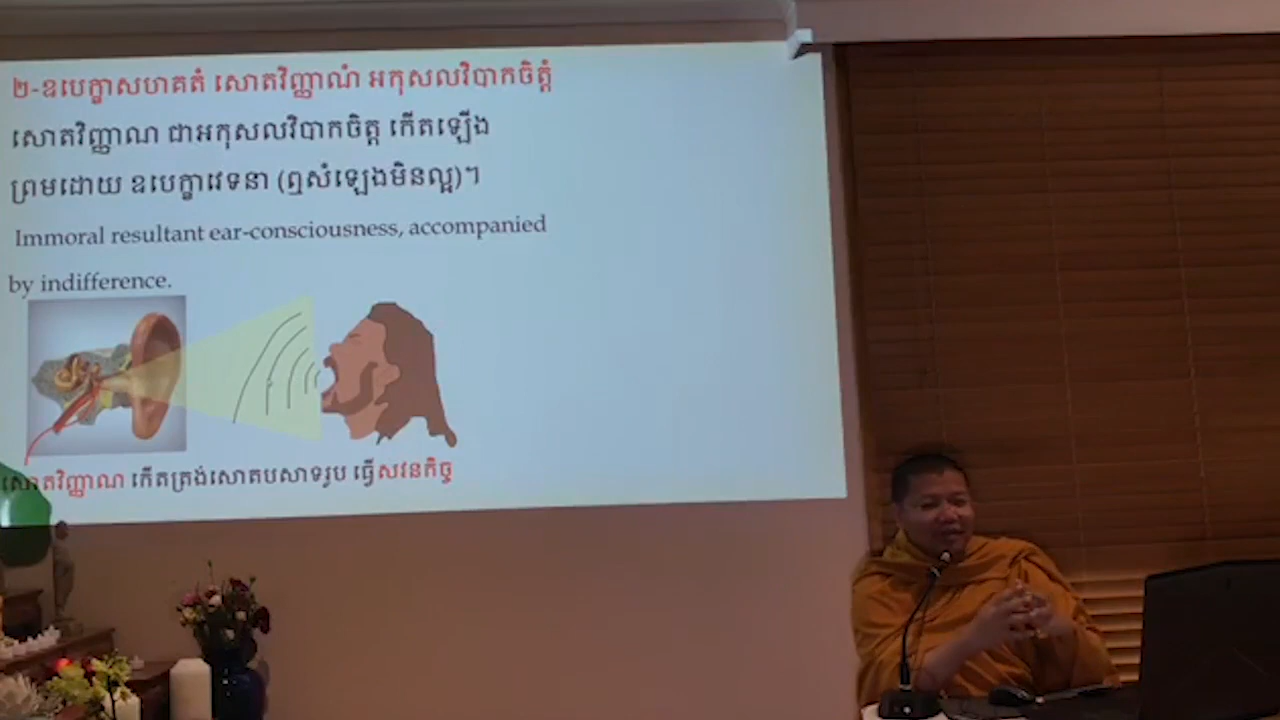 ២-ឧបេក្ខាសហគតំ សោតវិញ្ញាណំ អកុសលវិបាកចិត្តំ
សោតវិញ្ញាណ ជាអកុសលវិបាកចិត្ត កើតឡើង
ព្រមដោយ ឧបេក្ខាវេទនា (ឮសំឡេងមិនល្អ)។
Immoral resultant ear-consciousness, accompanied
by indifference.
សោតវិញ្ញាណ កើតត្រង់សោតបសាទរូប ធ្វើសវនកិច្ច